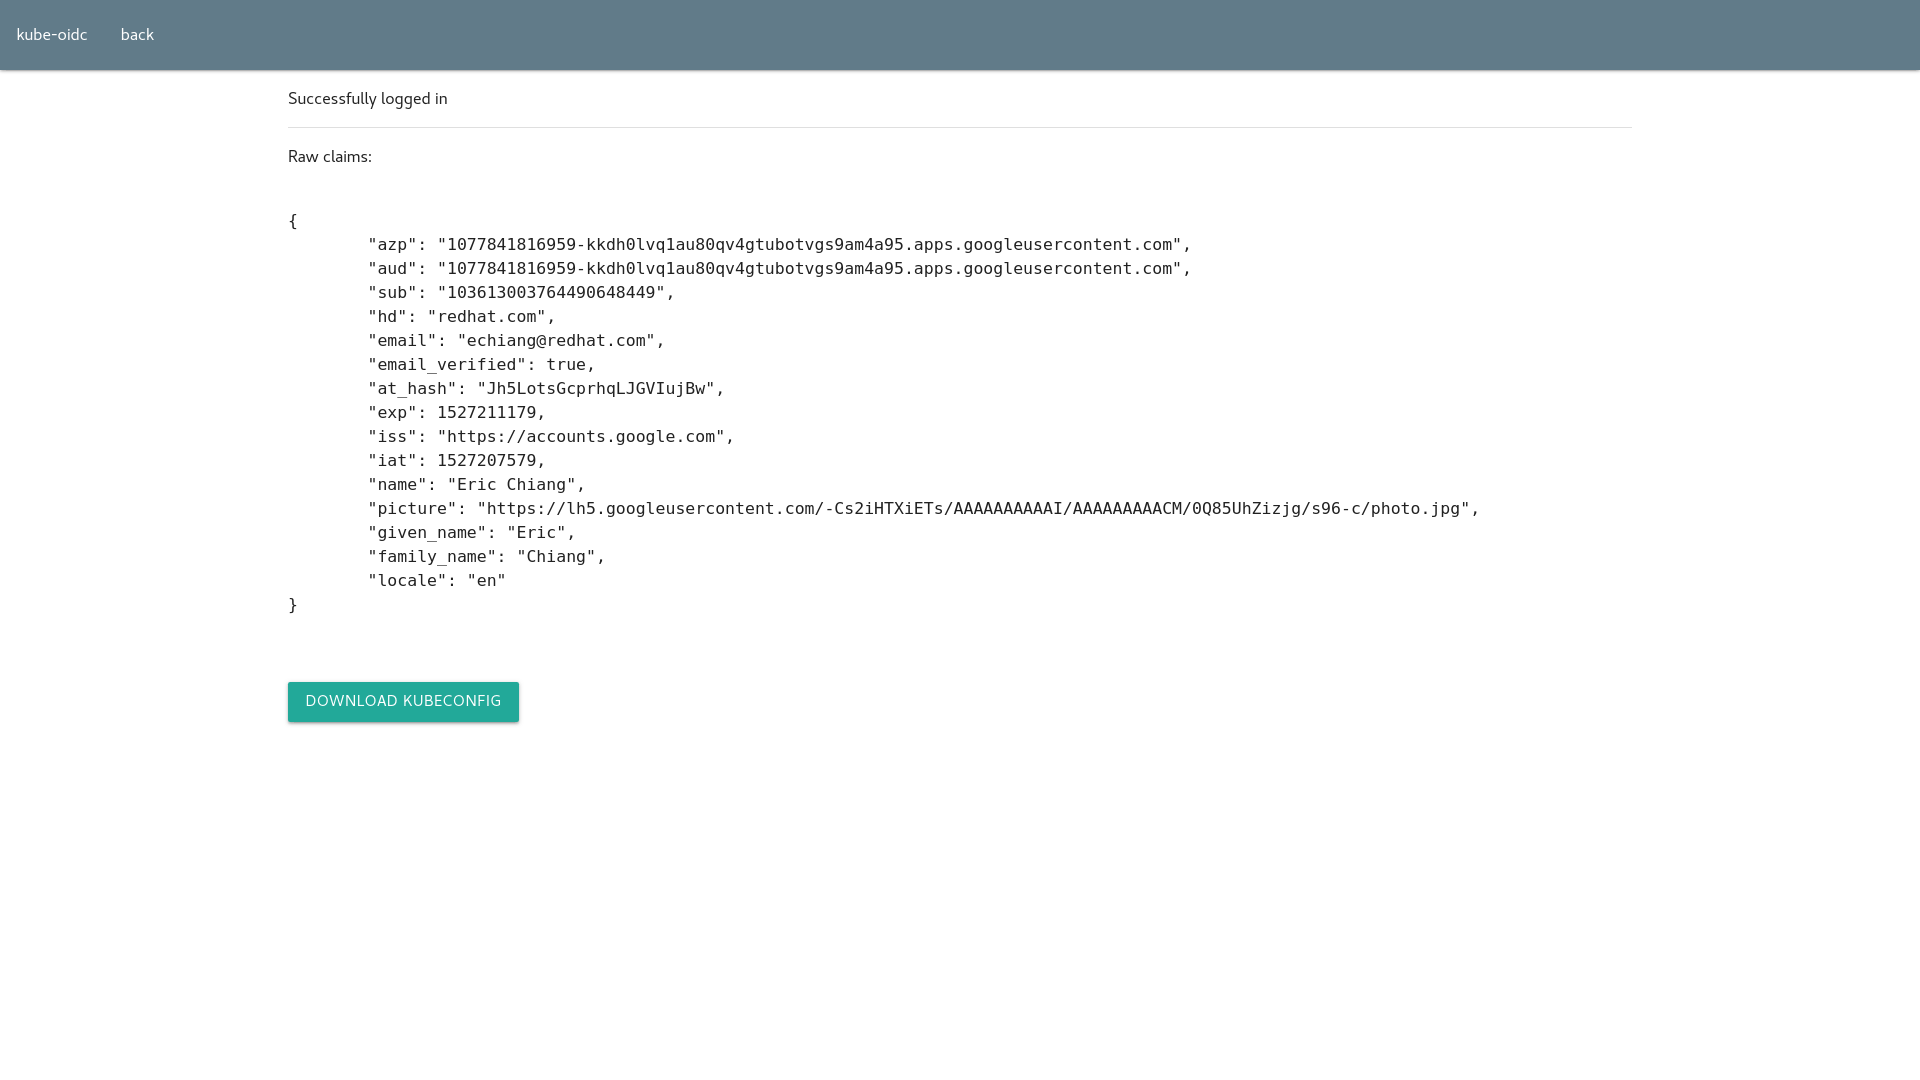 kube-oidc back
Successfully logged in
Raw claims:
{
"azp": "1077841816959-kkdh0lvq1au80qv4gtubotvgs9am4a95.apps.googleusercontent.com",
"aud": "1077841816959-kkdh0lvq1au80qv4gtubotvgs9am4a95.apps.googleusercontent.com",
"sub": "103613003764490648449",
"hd": "redhat.com",
"email": "echiang@redhat.com",
"email_verified": true,
"at_hash": "Jh5LotsGcprhqLJGVIujBw",
"exp": 1527211179,
"iss": "https://accounts.google.com",
"iat": 1527207579,
"name": "Eric Chiang",
"picture": "https://lh5.googleusercontent.com/-Cs2iHTXiETs/AAAAAAAAAAI/AAAAAAAAACM/0Q85UhZizjg/s96-c/photo.jpg",
"given_name": "Eric",
"family_name": "Chiang",
"locale": "en"
}
DOWNLOAD KUBECONFIG